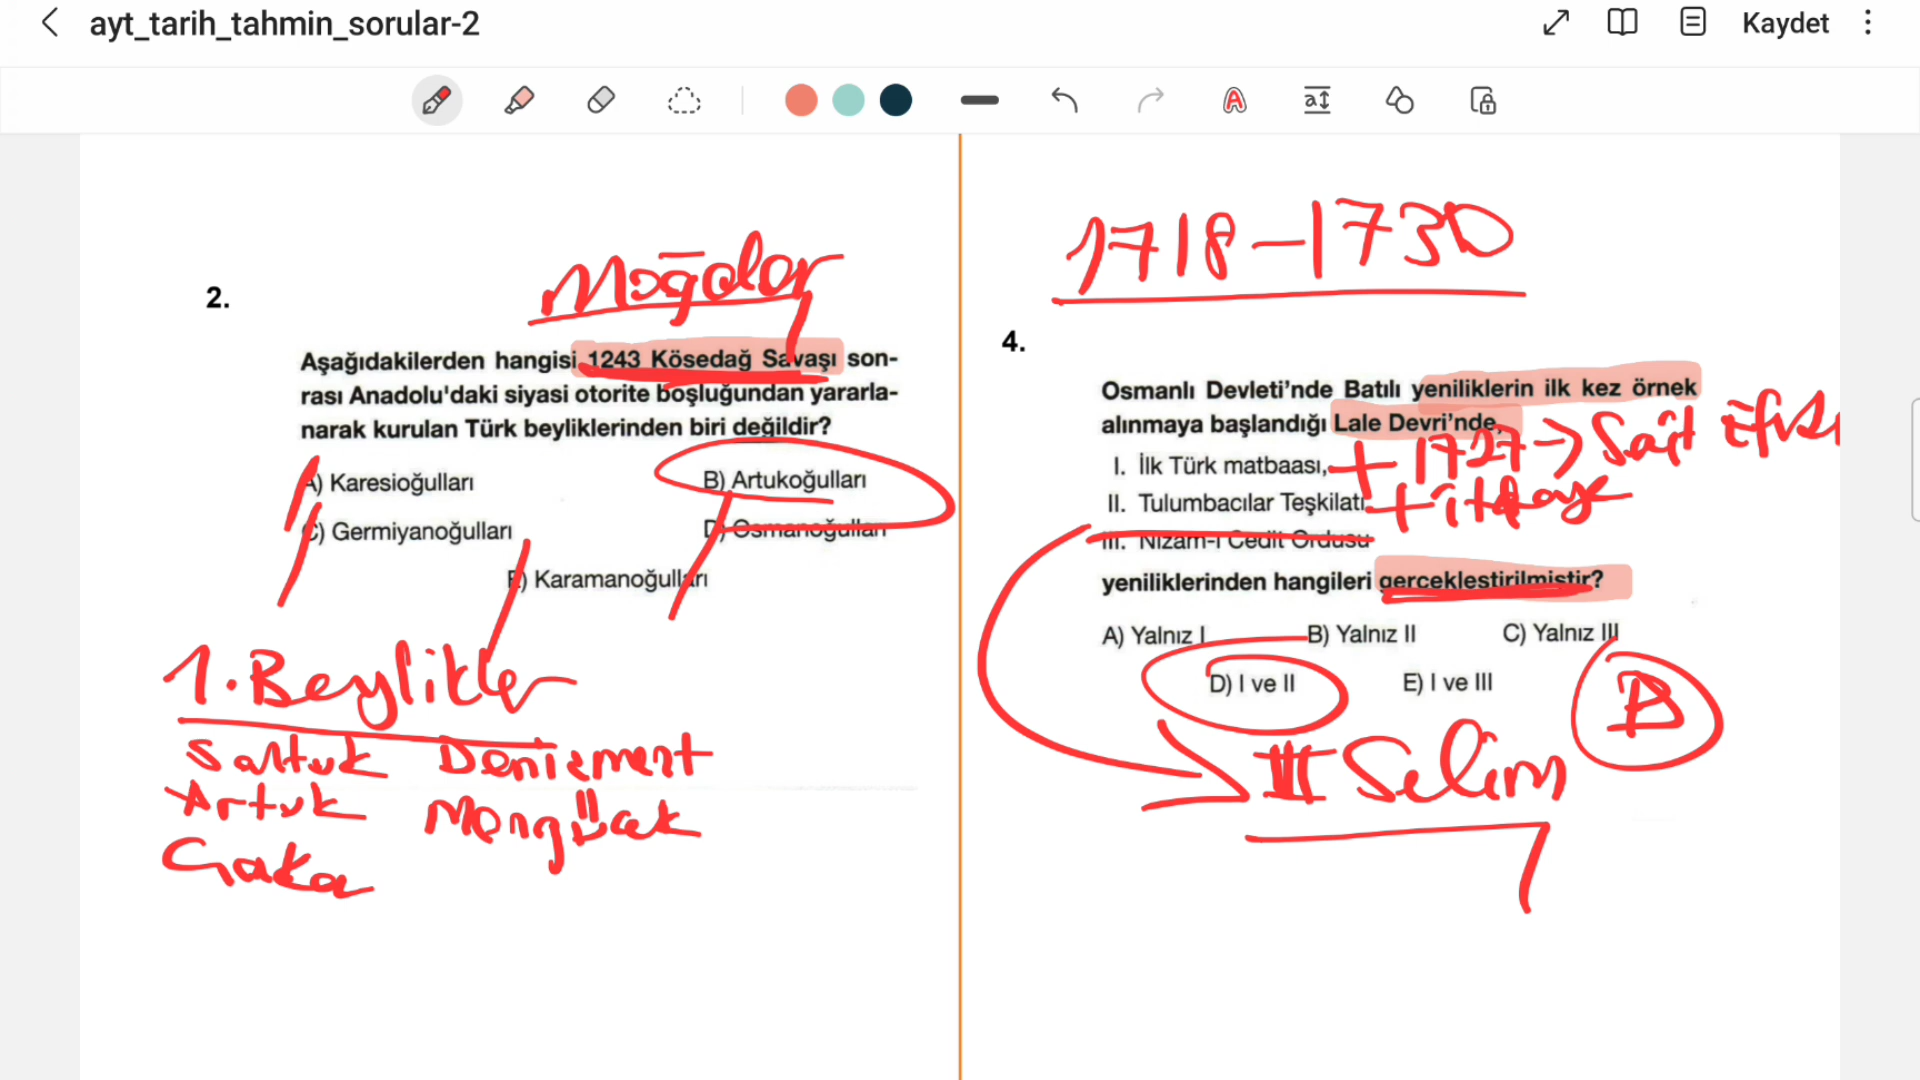 ayt_tarih_tahmin_sorular-2
Kaydet
2.
Moğolar
Aşağıdakilerden hangisi 1243 Kösedağ Savaşı son-
rası Anadolu'daki siyasi otorite boşluğundan yararla-
narak kurulan Türk beyliklerinden biri değildir?
A) Karesioğulları
B) Artukoğulları
C) Germiyanoğulları
D) Osmanoğulları
E) Karamanoğulları
1. Beylikler
Saltuk Danişment
Artuk Mengücek
Çaka
1718-1730
4.
Osmanlı Devleti'nde Batılı yeniliklerin ilk kez örnek
alınmaya başlandığı Lale Devri'nde,
I. İlk Türk matbaası, + 1727 → Sait Efendi
II. Tulumbacılar Teşkilatı + itfaiye
III. Nizam-ı Cedit Ordusu
yeniliklerinden hangileri gerçekleştirilmiştir?
A) Yalnız I
B) Yalnız II
C) Yalnız III
D) I ve II
E) I ve III
III Selim